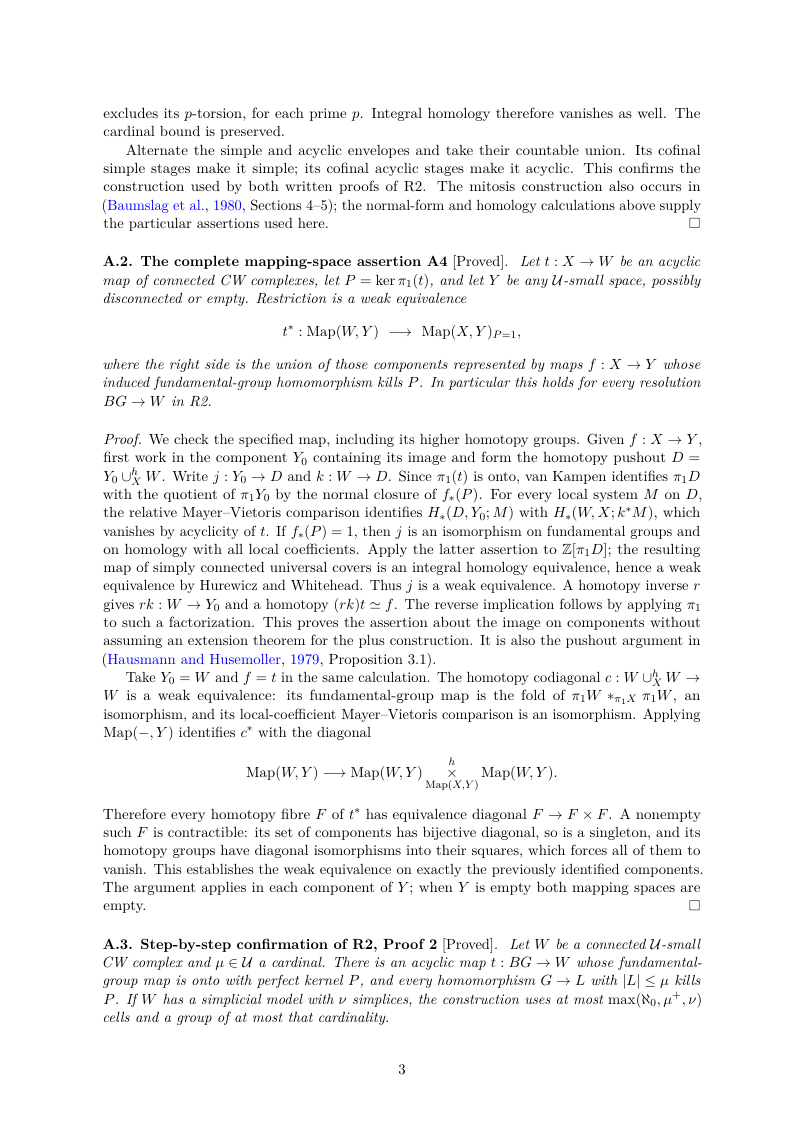 excludes its p-torsion, for each prime p. Integral homology therefore vanishes as well. The
cardinal bound is preserved.
Alternate the simple and acyclic envelopes and take their countable union. Its cofinal
simple stages make it simple; its cofinal acyclic stages make it acyclic. This confirms the
construction used by both written proofs of R2. The mitosis construction also occurs in
(Baumslag et al., 1980, Sections 4–5); the normal-form and homology calculations above supply
the particular assertions used here. □
A.2. The complete mapping-space assertion A4 [Proved]. Let t : X → W be an acyclic
map of connected CW complexes, let P = ker π₁(t), and let Y be any 𝒰-small space, possibly
disconnected or empty. Restriction is a weak equivalence
t* : Map(W, Y) ⟶ Map(X, Y)_{P=1},
where the right side is the union of those components represented by maps f : X → Y whose
induced fundamental-group homomorphism kills P. In particular this holds for every resolution
BG → W in R2.
Proof. We check the specified map, including its higher homotopy groups. Given f : X → Y,
first work in the component Y₀ containing its image and form the homotopy pushout D =
Y₀ ∪ʰ_X W. Write j : Y₀ → D and k : W → D. Since π₁(t) is onto, van Kampen identifies π₁D
with the quotient of π₁Y₀ by the normal closure of f∗(P). For every local system M on D,
the relative Mayer–Vietoris comparison identifies H∗(D, Y₀; M) with H∗(W, X; k*M), which
vanishes by acyclicity of t. If f∗(P) = 1, then j is an isomorphism on fundamental groups and
on homology with all local coefficients. Apply the latter assertion to ℤ[π₁D]; the resulting
map of simply connected universal covers is an integral homology equivalence, hence a weak
equivalence by Hurewicz and Whitehead. Thus j is a weak equivalence. A homotopy inverse r
gives rk : W → Y₀ and a homotopy (rk)t ≃ f. The reverse implication follows by applying π₁
to such a factorization. This proves the assertion about the image on components without
assuming an extension theorem for the plus construction. It is also the pushout argument in
(Hausmann and Husemoller, 1979, Proposition 3.1).
Take Y₀ = W and f = t in the same calculation. The homotopy codiagonal c : W ∪ʰ_X W →
W is a weak equivalence: its fundamental-group map is the fold of π₁W ∗_{π₁X} π₁W, an
isomorphism, and its local-coefficient Mayer–Vietoris comparison is an isomorphism. Applying
Map(−, Y) identifies c* with the diagonal
Map(W, Y) ⟶ Map(W, Y) ×ʰ_{Map(X,Y)} Map(W, Y).
Therefore every homotopy fibre F of t* has equivalence diagonal F → F × F. A nonempty
such F is contractible: its set of components has bijective diagonal, so is a singleton, and its
homotopy groups have diagonal isomorphisms into their squares, which forces all of them to
vanish. This establishes the weak equivalence on exactly the previously identified components.
The argument applies in each component of Y; when Y is empty both mapping spaces are
empty. □
A.3. Step-by-step confirmation of R2, Proof 2 [Proved]. Let W be a connected 𝒰-small
CW complex and μ ∈ 𝒰 a cardinal. There is an acyclic map t : BG → W whose fundamental-
group map is onto with perfect kernel P, and every homomorphism G → L with |L| ≤ μ kills
P. If W has a simplicial model with ν simplices, the construction uses at most max(ℵ₀, μ⁺, ν)
cells and a group of at most that cardinality.
3